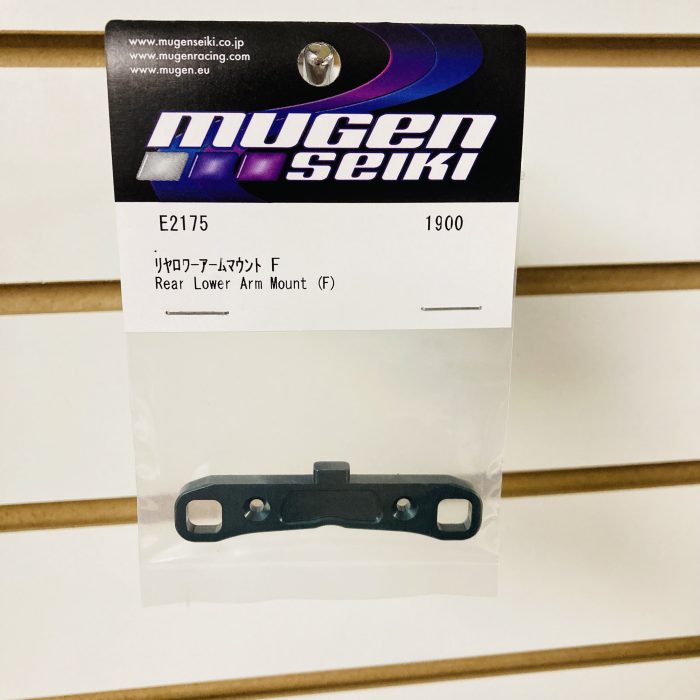 www.mugenseiki.co.jp
www.mugenracing.com
www.mugen.eu
mugen
seiki
E2175 1900
リヤロワーアームマウント F
Rear Lower Arm Mount (F)